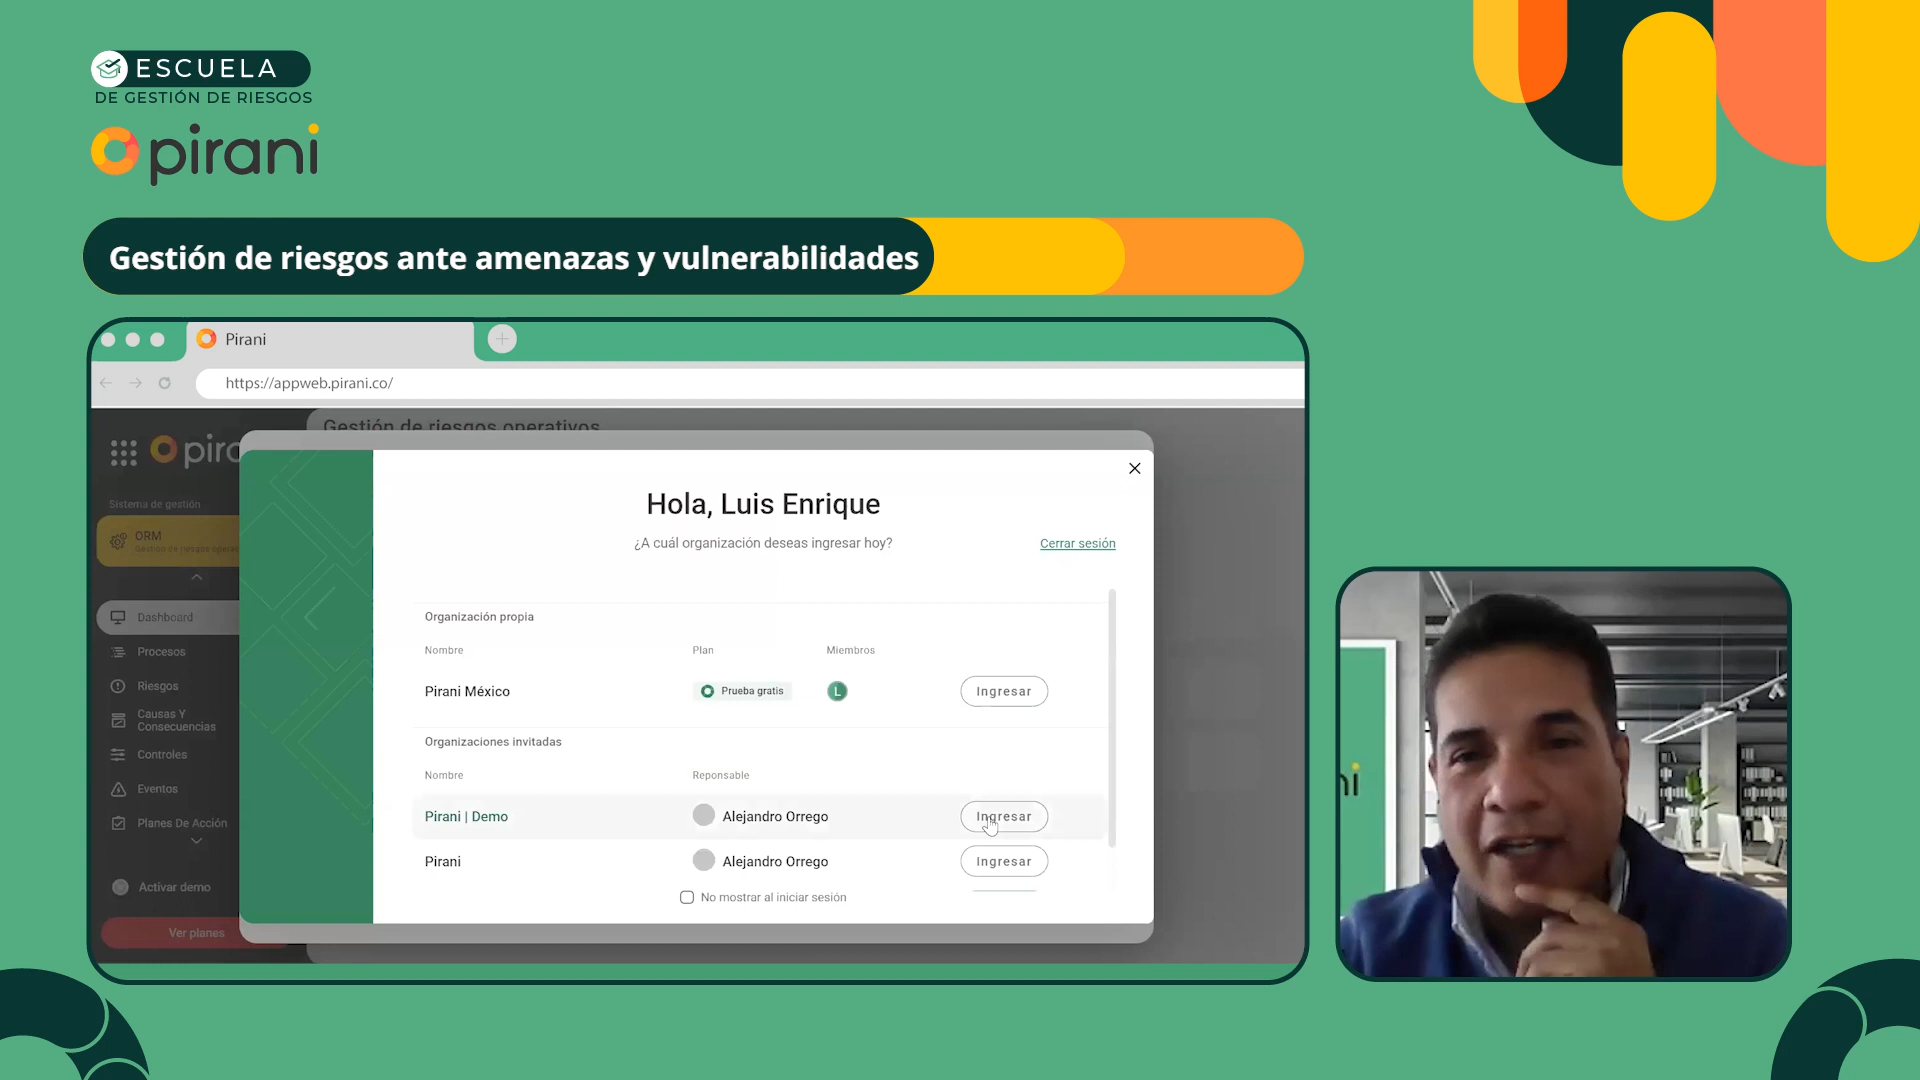 ESCUELA
DE GESTIÓN DE RIESGOS
pirani
Gestión de riesgos ante amenazas y vulnerabilidades
Pirani
https://appweb.pirani.co/
Gestión de riesgos operativos
Sistema de gestión
ORM
Dashboard
Procesos
Riesgos
Causas Y
Consecuencias
Controles
Eventos
Planes De Acción
Activar demo
Ver planes
Hola, Luis Enrique
¿A cuál organización deseas ingresar hoy?
Cerrar sesión
Organización propia
Nombre Plan Miembros
Pirani México Prueba gratis L Ingresar
Organizaciones invitadas
Nombre Reponsable
Pirani | Demo Alejandro Orrego Ingresar
Pirani Alejandro Orrego Ingresar
No mostrar al iniciar sesión